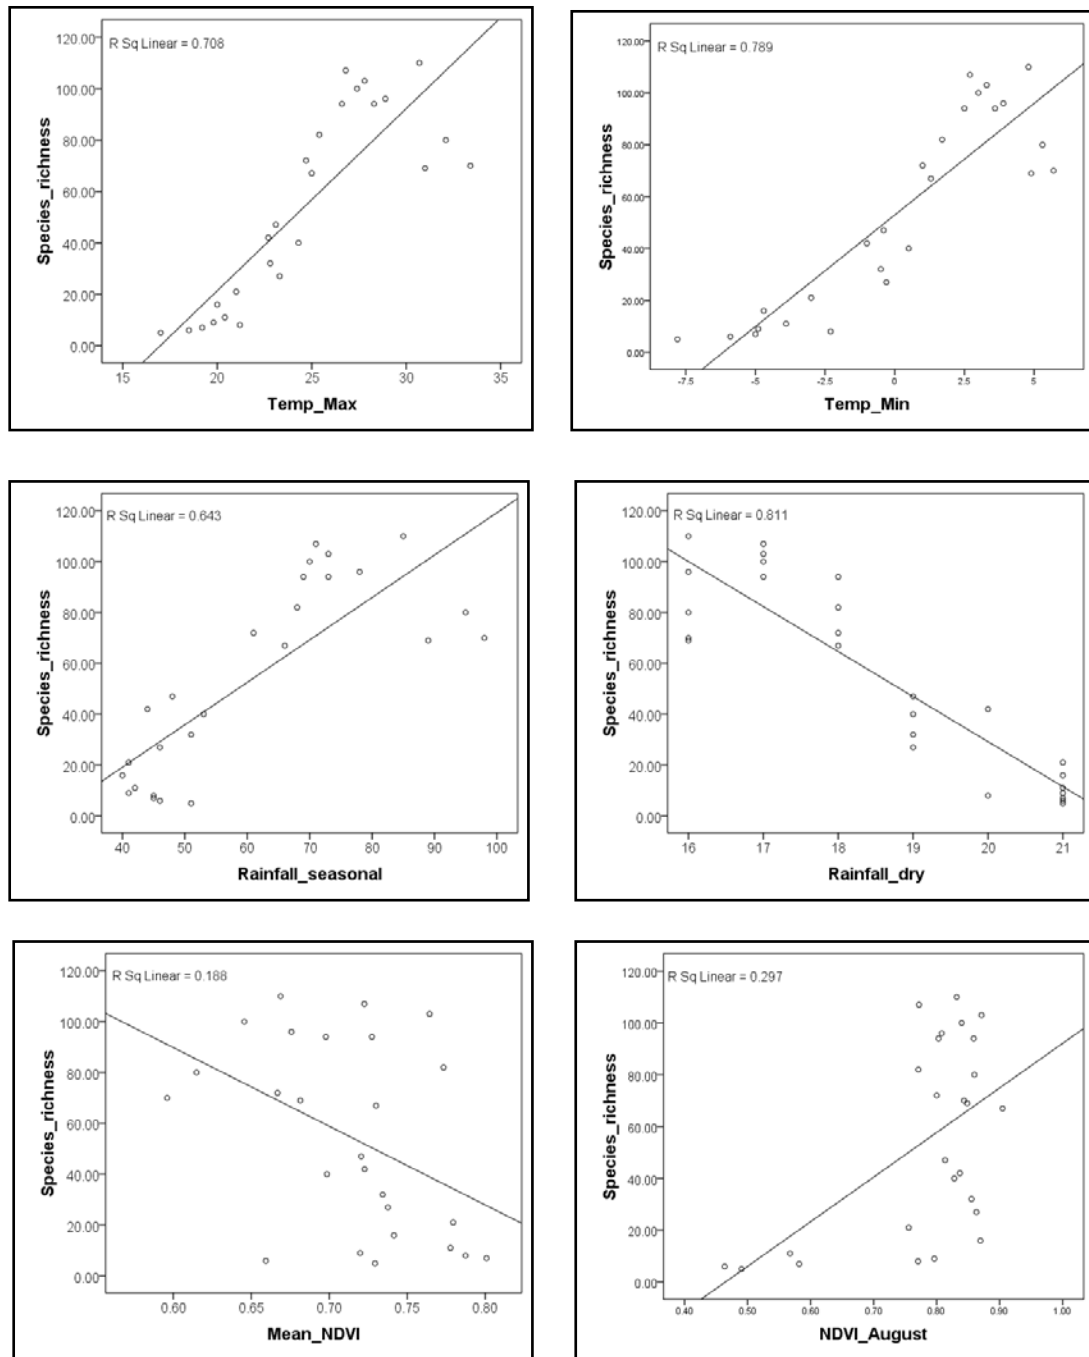 R Sq Linear = 0.708
Species_richness
120.00
100.00
80.00
60.00
40.00
20.00
0.00
15 20 25 30 35
Temp_Max
R Sq Linear = 0.789
Species_richness
120.00
100.00
80.00
60.00
40.00
20.00
0.00
-7.5 -5 -2.5 0 2.5 5
Temp_Min
R Sq Linear = 0.643
Species_richness
120.00
100.00
80.00
60.00
40.00
20.00
0.00
40 50 60 70 80 90 100
Rainfall_seasonal
R Sq Linear = 0.811
Species_richness
120.00
100.00
80.00
60.00
40.00
20.00
0.00
16 17 18 19 20 21
Rainfall_dry
R Sq Linear = 0.188
Species_richness
120.00
100.00
80.00
60.00
40.00
20.00
0.00
0.60 0.65 0.70 0.75 0.80
Mean_NDVI
R Sq Linear = 0.297
Species_richness
120.00
100.00
80.00
60.00
40.00
20.00
0.00
0.40 0.50 0.60 0.70 0.80 0.90 1.00
NDVI_August